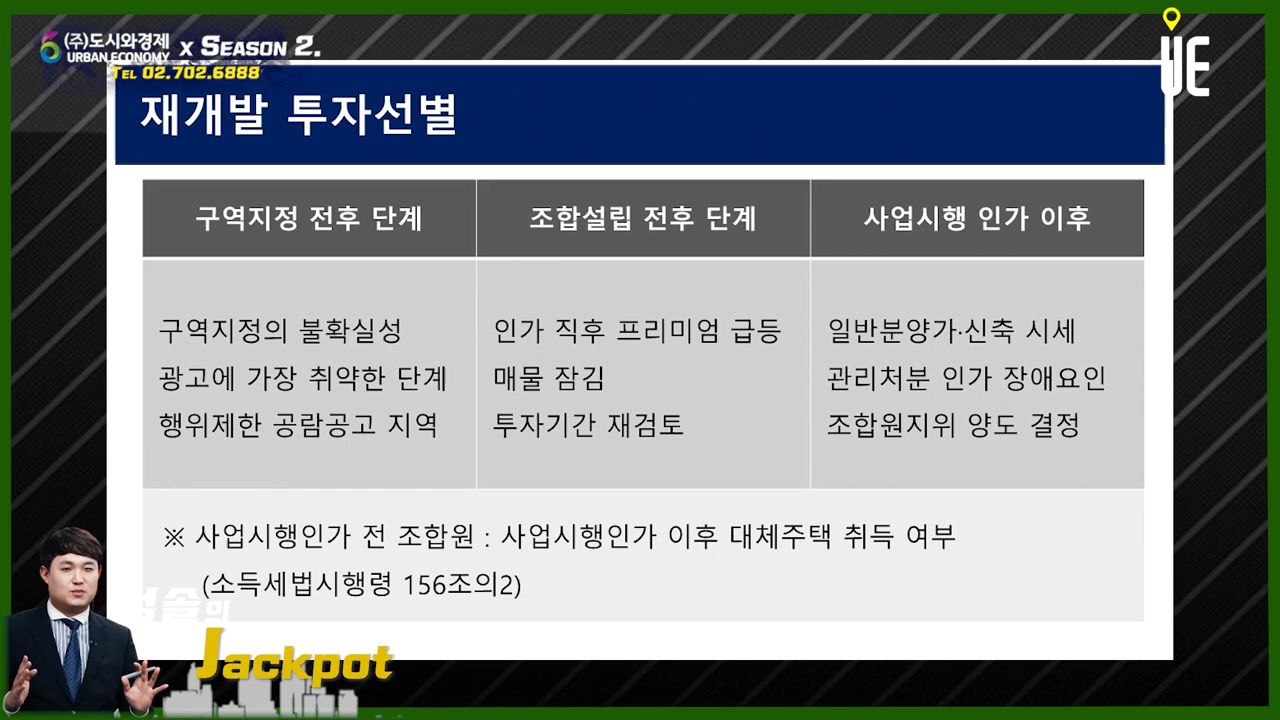 (주)도시와경제
URBAN ECONOMY
X SEASON 2.
TEL 02.702.6888
UE
재개발 투자선별
구역지정 전후 단계
조합설립 전후 단계
사업시행 인가 이후
구역지정의 불확실성
광고에 가장 취약한 단계
행위제한 공람공고 지역
인가 직후 프리미엄 급등
매물 잠김
투자기간 재검토
일반분양가·신축 시세
관리처분 인가 장애요인
조합원지위 양도 결정
※ 사업시행인가 전 조합원 : 사업시행인가 이후 대체주택 취득 여부
(소득세법시행령 156조의2)
Jackpot